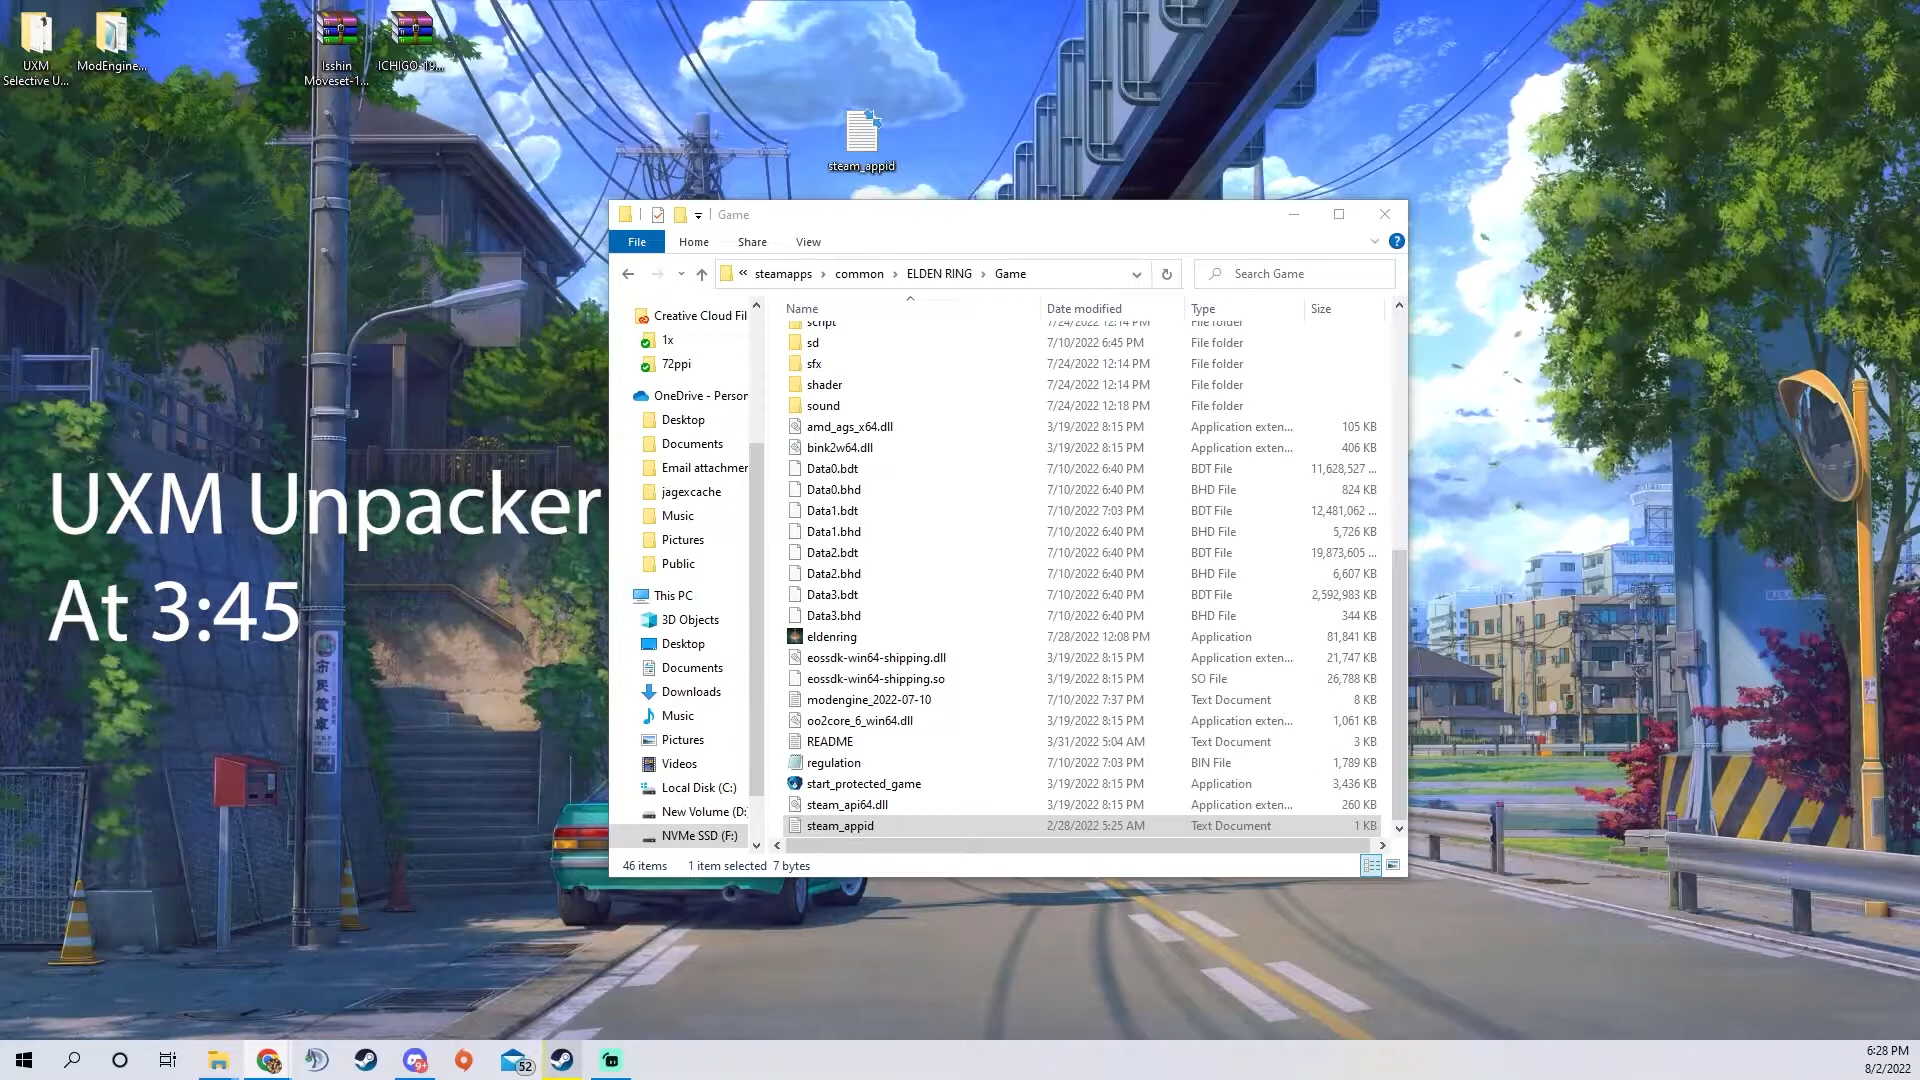 UXM
Selective U...
ModEngine...
Isshin
Moveset-1...
ICHIGO-19...
steam_appid
UXM Unpacker
At 3:45
Game
File
Home
Share
View
steamapps
common
ELDEN RING
Game
Search Game
Creative Cloud Fil
1x
72ppi
OneDrive - Person
Desktop
Documents
Email attachmen
jagexcache
Music
Pictures
Public
This PC
3D Objects
Desktop
Documents
Downloads
Music
Pictures
Videos
Local Disk (C:)
New Volume (D:
NVMe SSD (F:)
Name Date modified Type Size
script 7/24/2022 12:14 PM File folder
sd 7/10/2022 6:45 PM File folder
sfx 7/24/2022 12:14 PM File folder
shader 7/24/2022 12:14 PM File folder
sound 7/24/2022 12:18 PM File folder
amd_ags_x64.dll 3/19/2022 8:15 PM Application exten... 105 KB
bink2w64.dll 3/19/2022 8:15 PM Application exten... 406 KB
Data0.bdt 7/10/2022 6:40 PM BDT File 11,628,527 ...
Data0.bhd 7/10/2022 6:40 PM BHD File 824 KB
Data1.bdt 7/10/2022 7:03 PM BDT File 12,481,062 ...
Data1.bhd 7/10/2022 6:40 PM BHD File 5,726 KB
Data2.bdt 7/10/2022 6:40 PM BDT File 19,873,605 ...
Data2.bhd 7/10/2022 6:40 PM BHD File 6,607 KB
Data3.bdt 7/10/2022 6:40 PM BDT File 2,592,983 KB
Data3.bhd 7/10/2022 6:40 PM BHD File 344 KB
eldenring 7/28/2022 12:08 PM Application 81,841 KB
eossdk-win64-shipping.dll 3/19/2022 8:15 PM Application exten... 21,747 KB
eossdk-win64-shipping.so 3/19/2022 8:15 PM SO File 26,788 KB
modengine_2022-07-10 7/10/2022 7:37 PM Text Document 8 KB
oo2core_6_win64.dll 3/19/2022 8:15 PM Application exten... 1,061 KB
README 3/31/2022 5:04 AM Text Document 3 KB
regulation 7/10/2022 7:03 PM BIN File 1,789 KB
start_protected_game 3/19/2022 8:15 PM Application 3,436 KB
steam_api64.dll 3/19/2022 8:15 PM Application exten... 260 KB
steam_appid 2/28/2022 5:25 AM Text Document 1 KB
46 items 1 item selected 7 bytes
9+
52
6:28 PM
8/2/2022